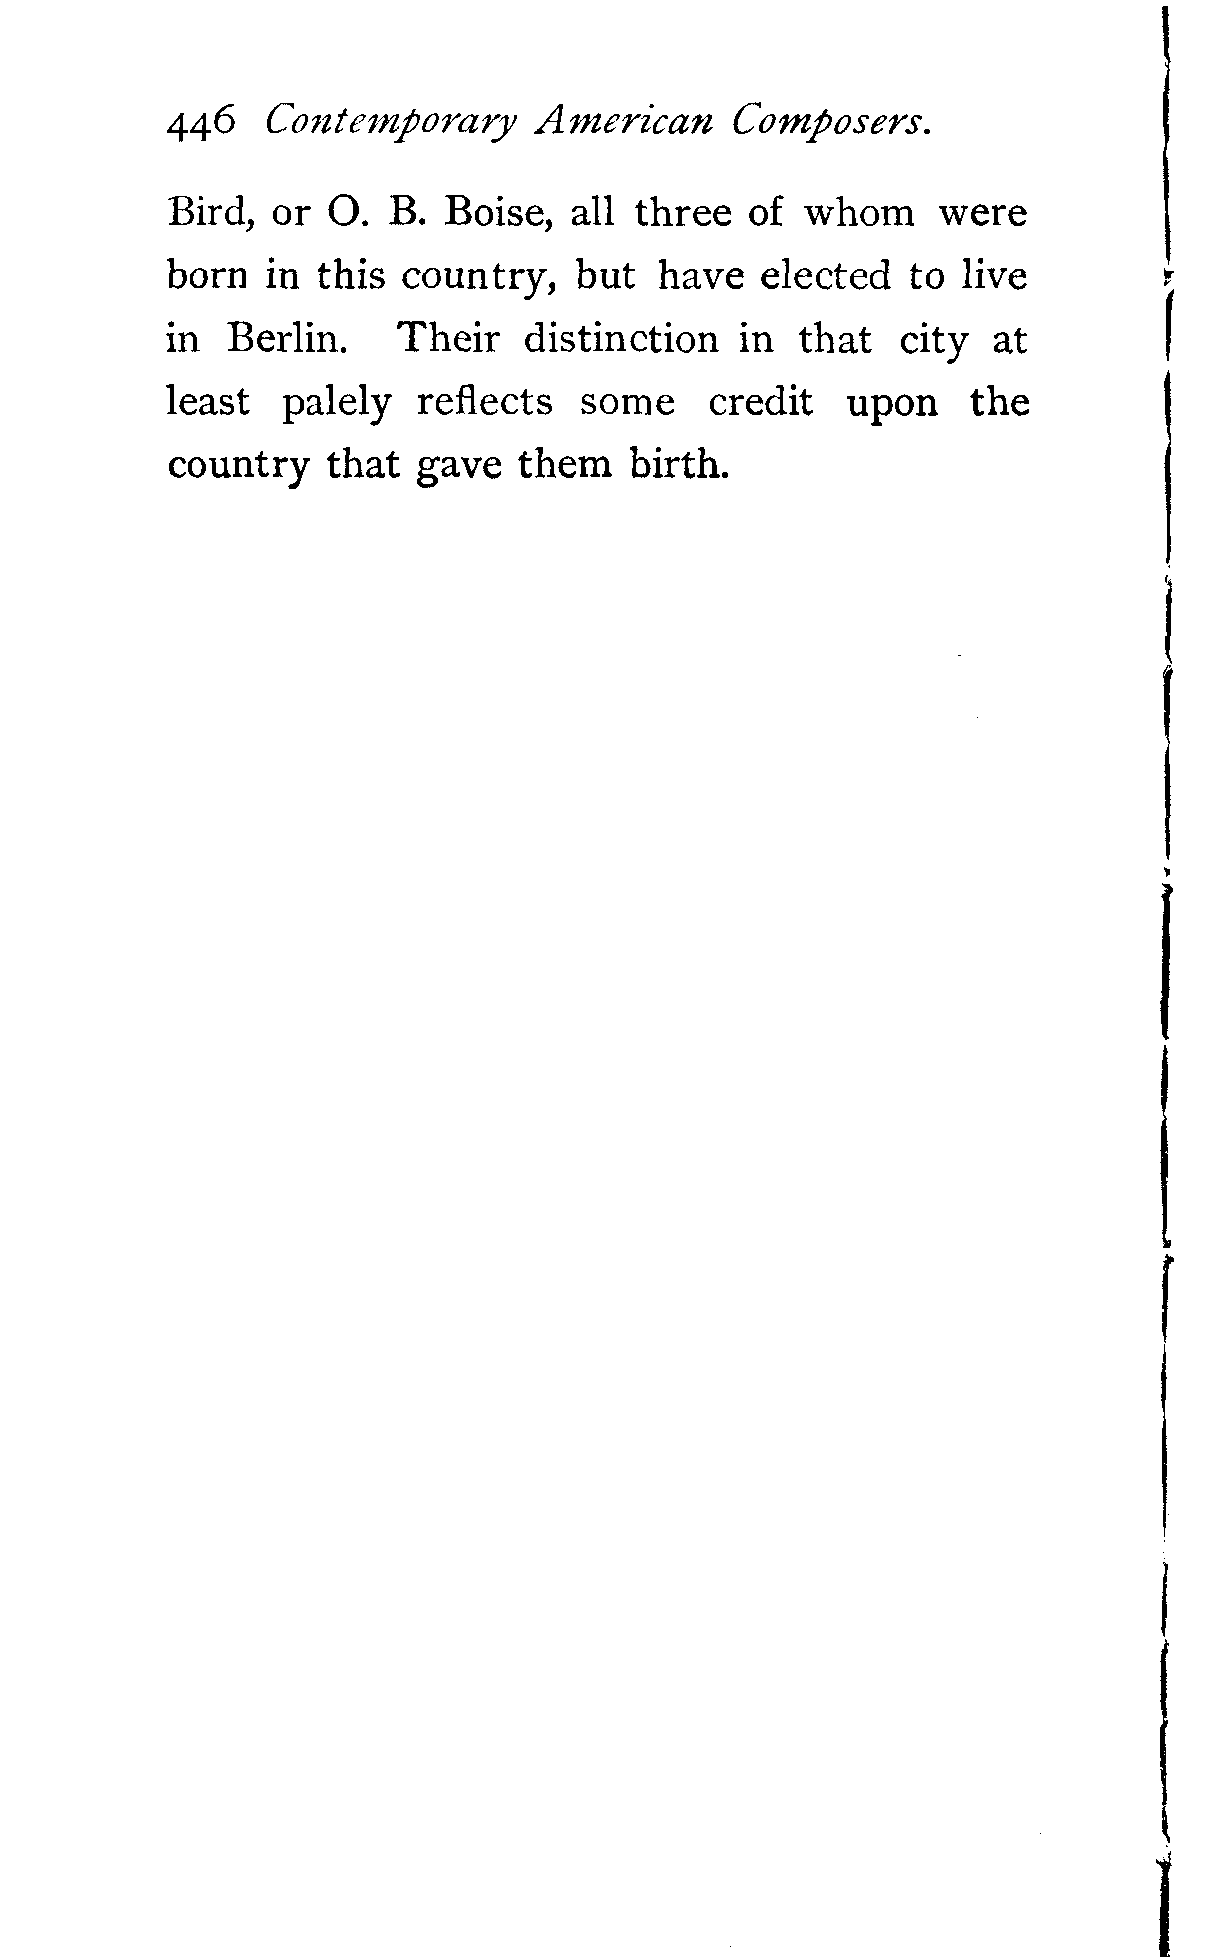 446 Contemporary American Composers.
Bird, or O. B. Boise, all three of whom were
born in this country, but have elected to live
in Berlin. Their distinction in that city at
least palely reflects some credit upon the
country that gave them birth.